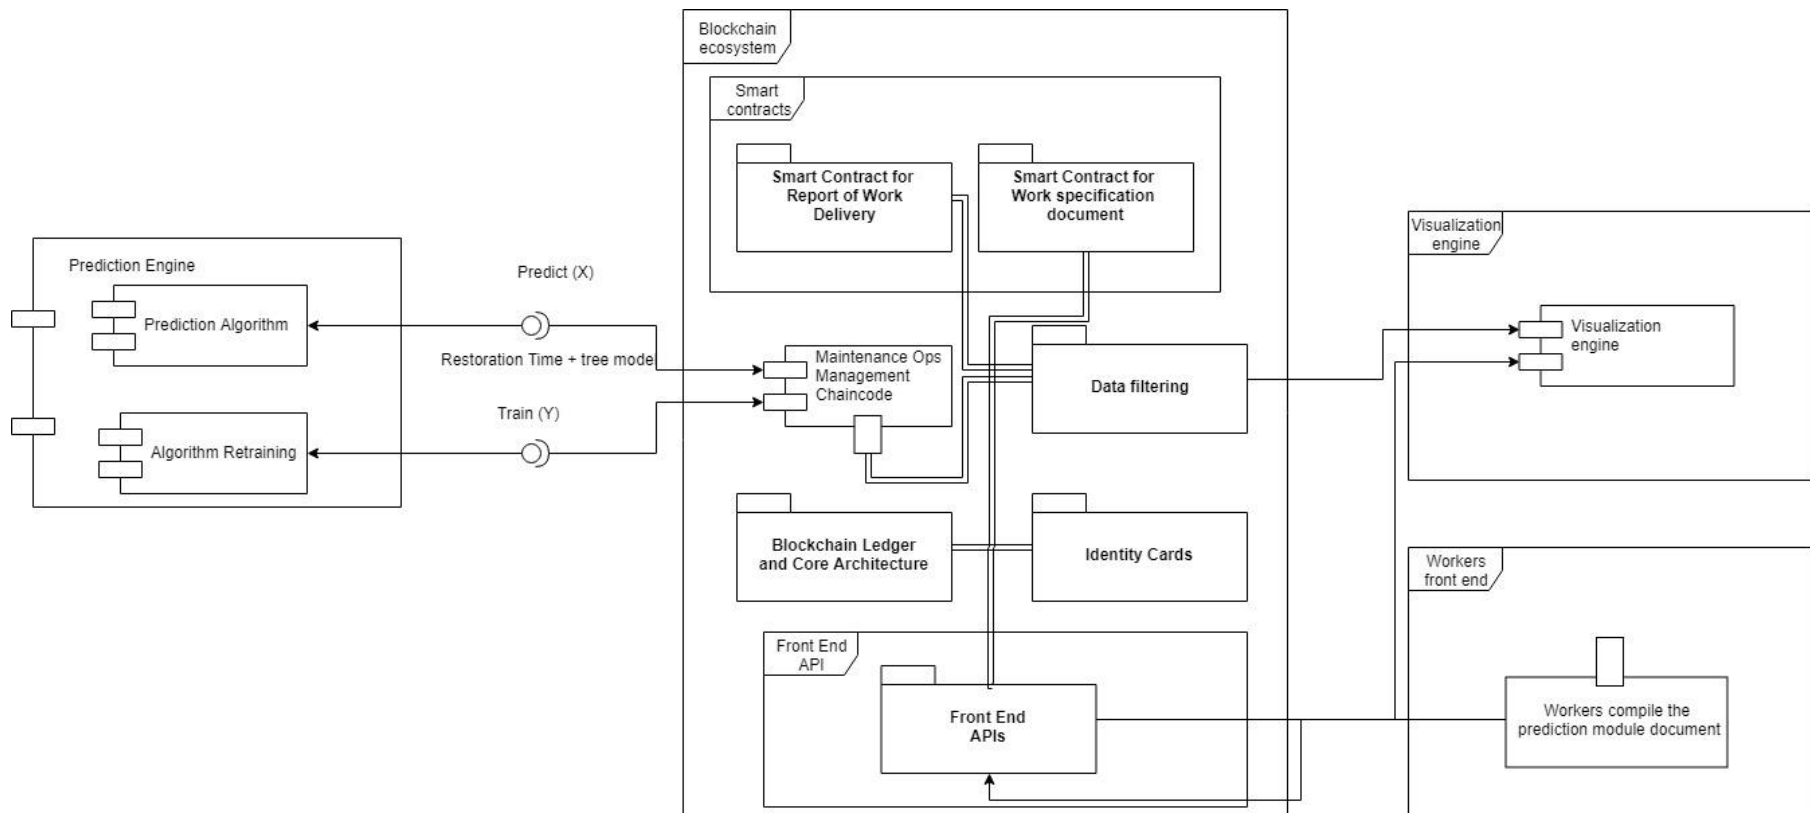 Blockchain
ecosystem
Smart
contracts
Smart Contract for
Report of Work
Delivery
Smart Contract for
Work specification
document
Visualization
engine
Prediction Engine
Predict (X)
Prediction Algorithm
Restoration Time + tree model
Maintenance Ops
Management
Chaincode
Data filtering
Visualization
engine
Train (Y)
Algorithm Retraining
Blockchain Ledger
and Core Architecture
Identity Cards
Workers
front end
Front End
API
Front End
APIs
Workers compile the
prediction module document